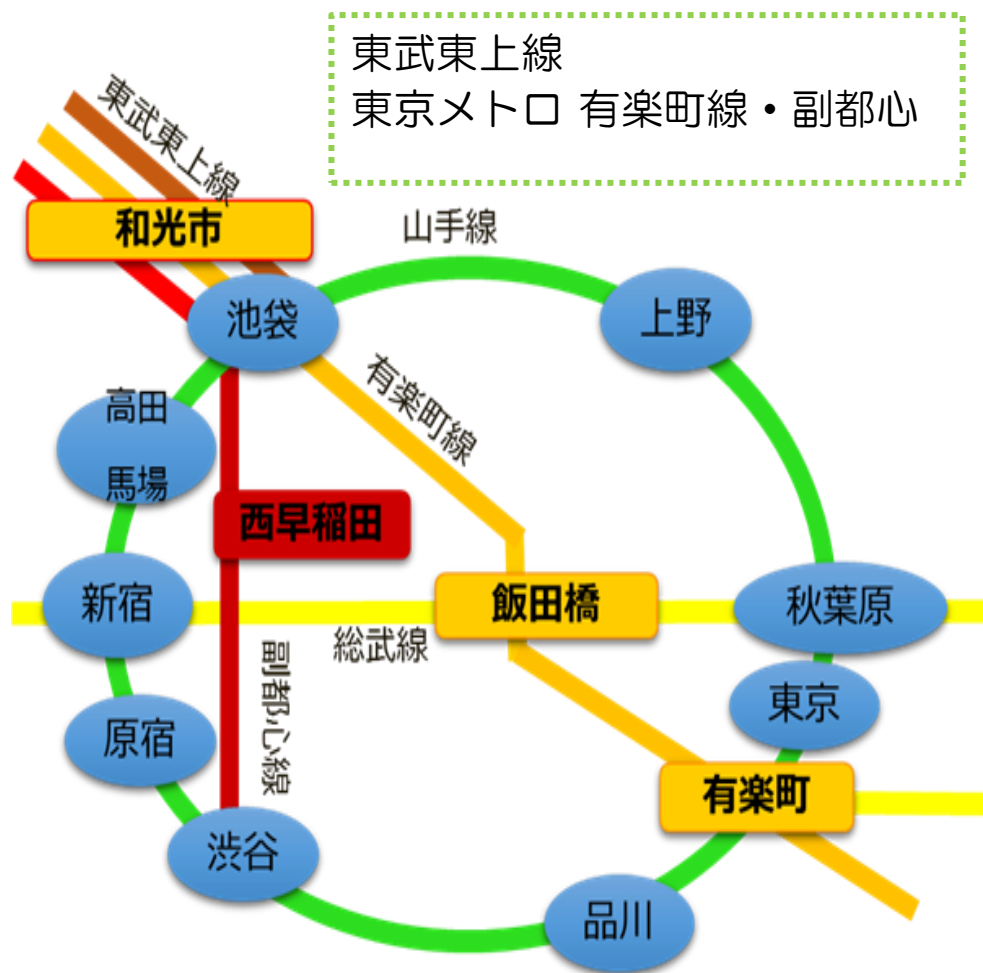 東武東上線
東京メトロ 有楽町線・副都心
東武東上線
和光市
山手線
池袋
上野
有楽町線
高田
馬場
西早稲田
新宿
飯田橋
秋葉原
総武線
副都心線
東京
原宿
有楽町
渋谷
品川